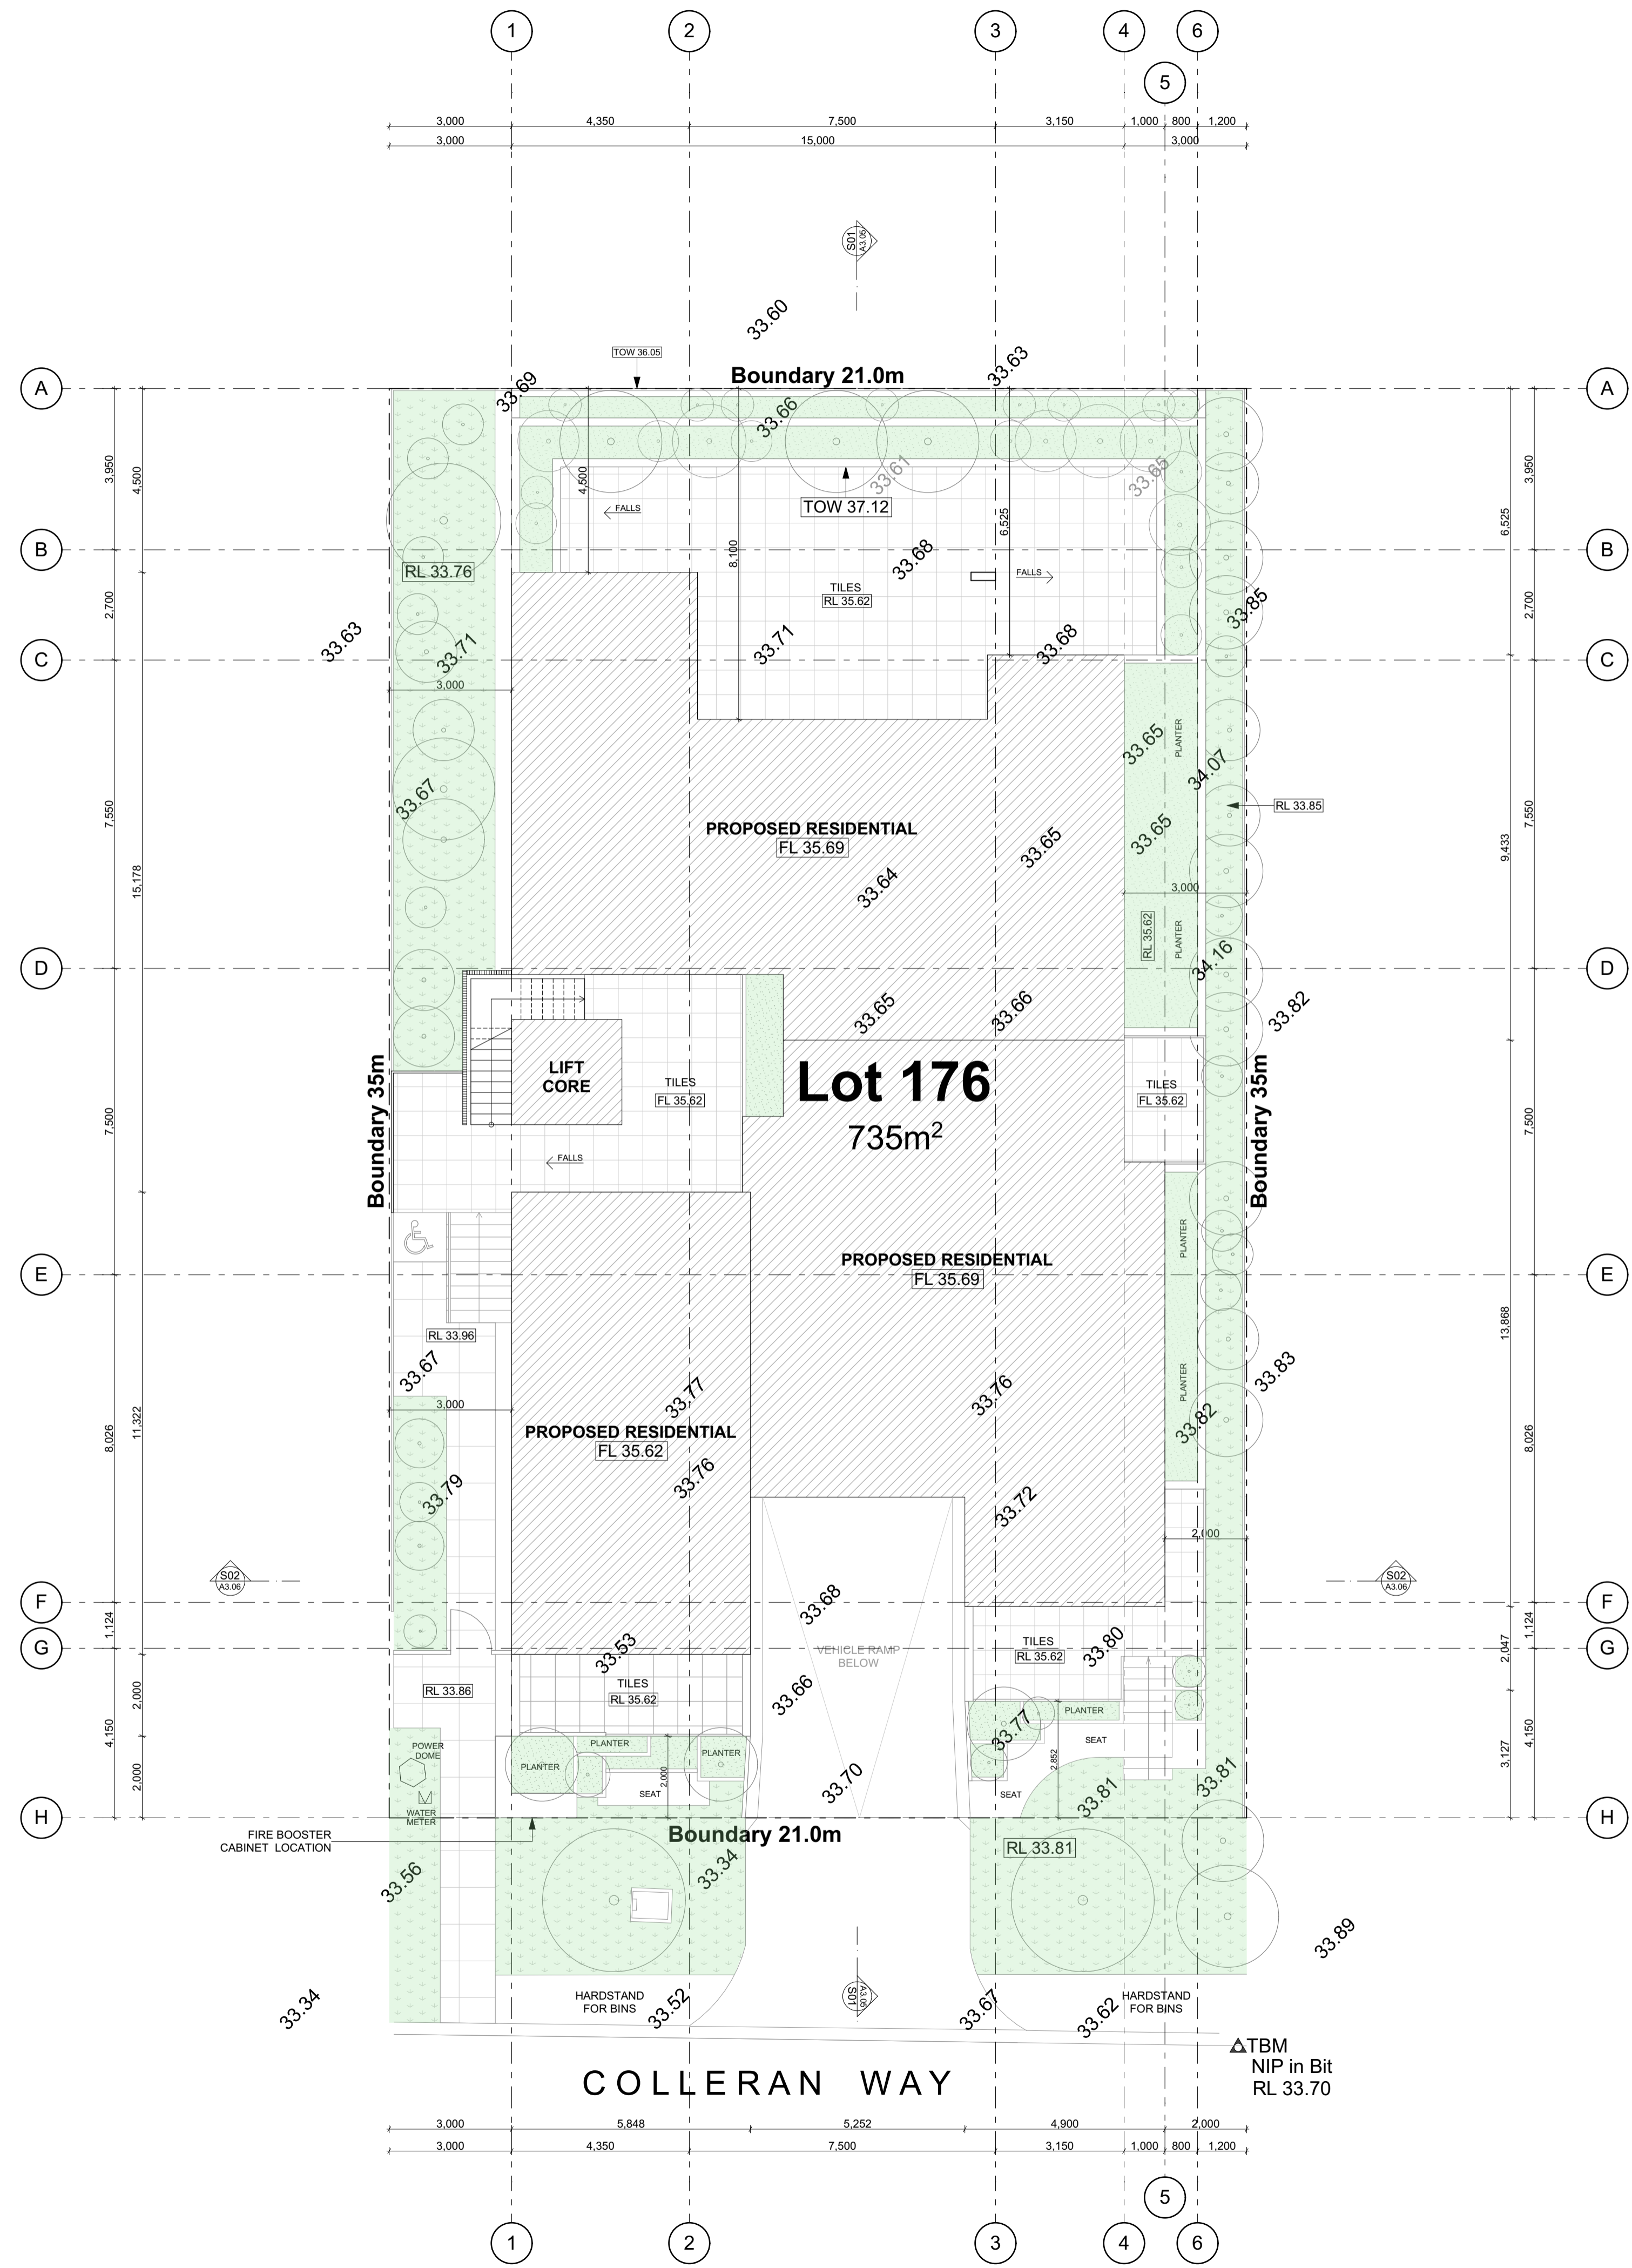 1
2
3
4
6
5
3,000
4,350
7,500
3,150
1,000
800
1,200
3,000
15,000
3,000
S01
A3.05
33.60
TOW 36.05
33.69
Boundary 21.0m
33.63
A
A
33.66
3,950
4,500
4,500
33.61
33.65
3,950
6,525
6,525
TOW 37.12
FALLS
B
B
8,100
33.68
RL 33.76
FALLS
TILES
RL 35.62
2,700
2,700
33.85
33.63
33.71
33.71
33.68
C
C
3,000
33.65
PLANTER
34.07
33.67
RL 33.85
7,550
7,550
PROPOSED RESIDENTIAL
FL 35.69
33.65
33.65
9,433
15,178
33.64
3,000
RL 35.62
PLANTER
34.16
D
D
33.65
33.66
33.82
LIFT
CORE
TILES
FL 35.62
Lot 176
735m²
TILES
FL 35.62
Boundary 35m
Boundary 35m
7,500
7,500
FALLS
PLANTER
PROPOSED RESIDENTIAL
FL 35.69
E
E
RL 33.96
13,868
33.67
33.77
33.76
PLANTER
33.83
3,000
33.82
8,026
11,322
8,026
PROPOSED RESIDENTIAL
FL 35.62
33.76
33.79
33.72
2,000
S02
A3.06
S02
A3.06
F
F
33.68
1,124
1,124
33.53
VEHICLE RAMP
BELOW
TILES
RL 35.62
33.80
2,047
G
G
RL 33.86
TILES
RL 35.62
33.66
2,000
4,150
PLANTER
33.77
SEAT
2,852
4,150
3,127
POWER
DOME
PLANTER
PLANTER
PLANTER
2,000
2,000
SEAT
33.70
SEAT
33.81
33.81
WATER
METER
H
H
FIRE BOOSTER
CABINET LOCATION
Boundary 21.0m
RL 33.81
33.56
33.34
33.89
33.34
HARDSTAND
FOR BINS
33.52
S01
A3.05
33.67
33.62
HARDSTAND
FOR BINS
TBM
NIP in Bit
RL 33.70
COLLERAN WAY
3,000
5,848
5,252
4,900
2,000
3,000
4,350
7,500
3,150
1,000
800
1,200
5
1
2
3
4
6